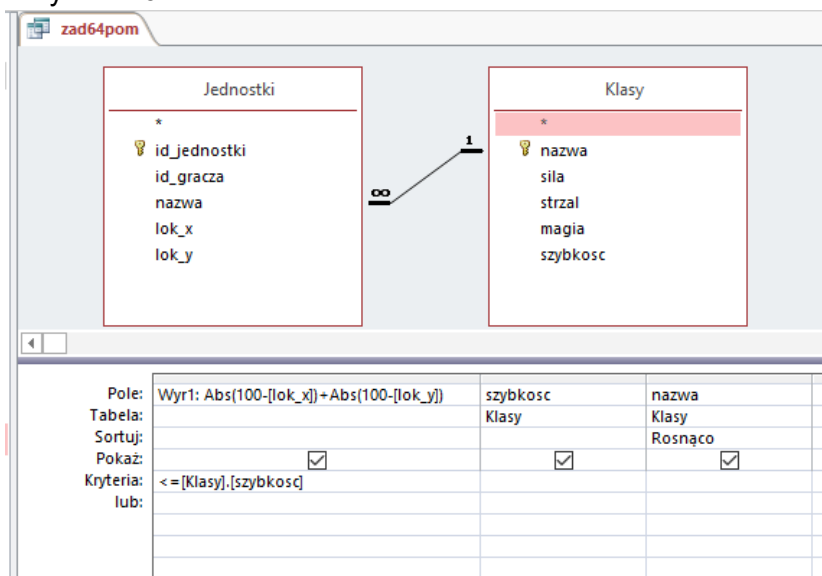 zad64pom
Jednostki
*
id_jednostki
id_gracza
nazwa
lok_x
lok_y
∞
1
Klasy
*
nazwa
sila
strzal
magia
szybkosc
Pole: Wyr1: Abs(100-[lok_x])+Abs(100-[lok_y]) szybkosc nazwa
Tabela: Klasy Klasy
Sortuj: Rosnąco
Pokaż:
Kryteria: <=[Klasy].[szybkosc]
lub: